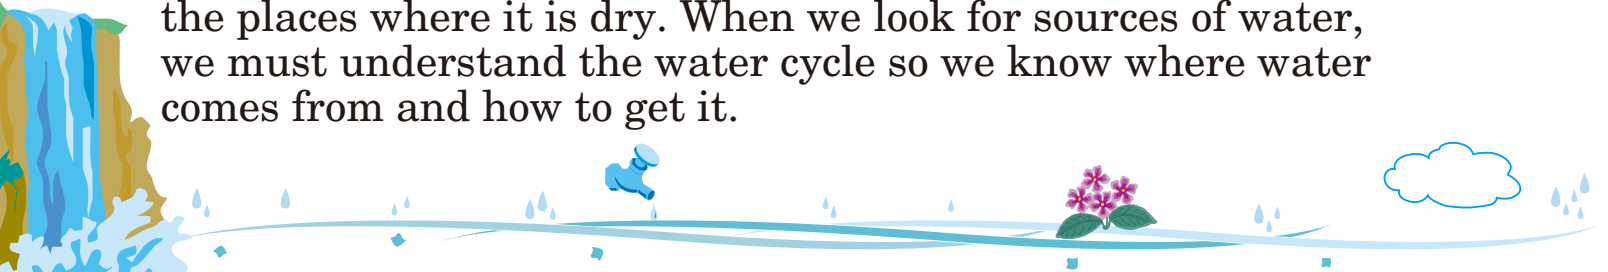 the places where it is dry. When we look for sources of water,
we must understand the water cycle so we know where water
comes from and how to get it.